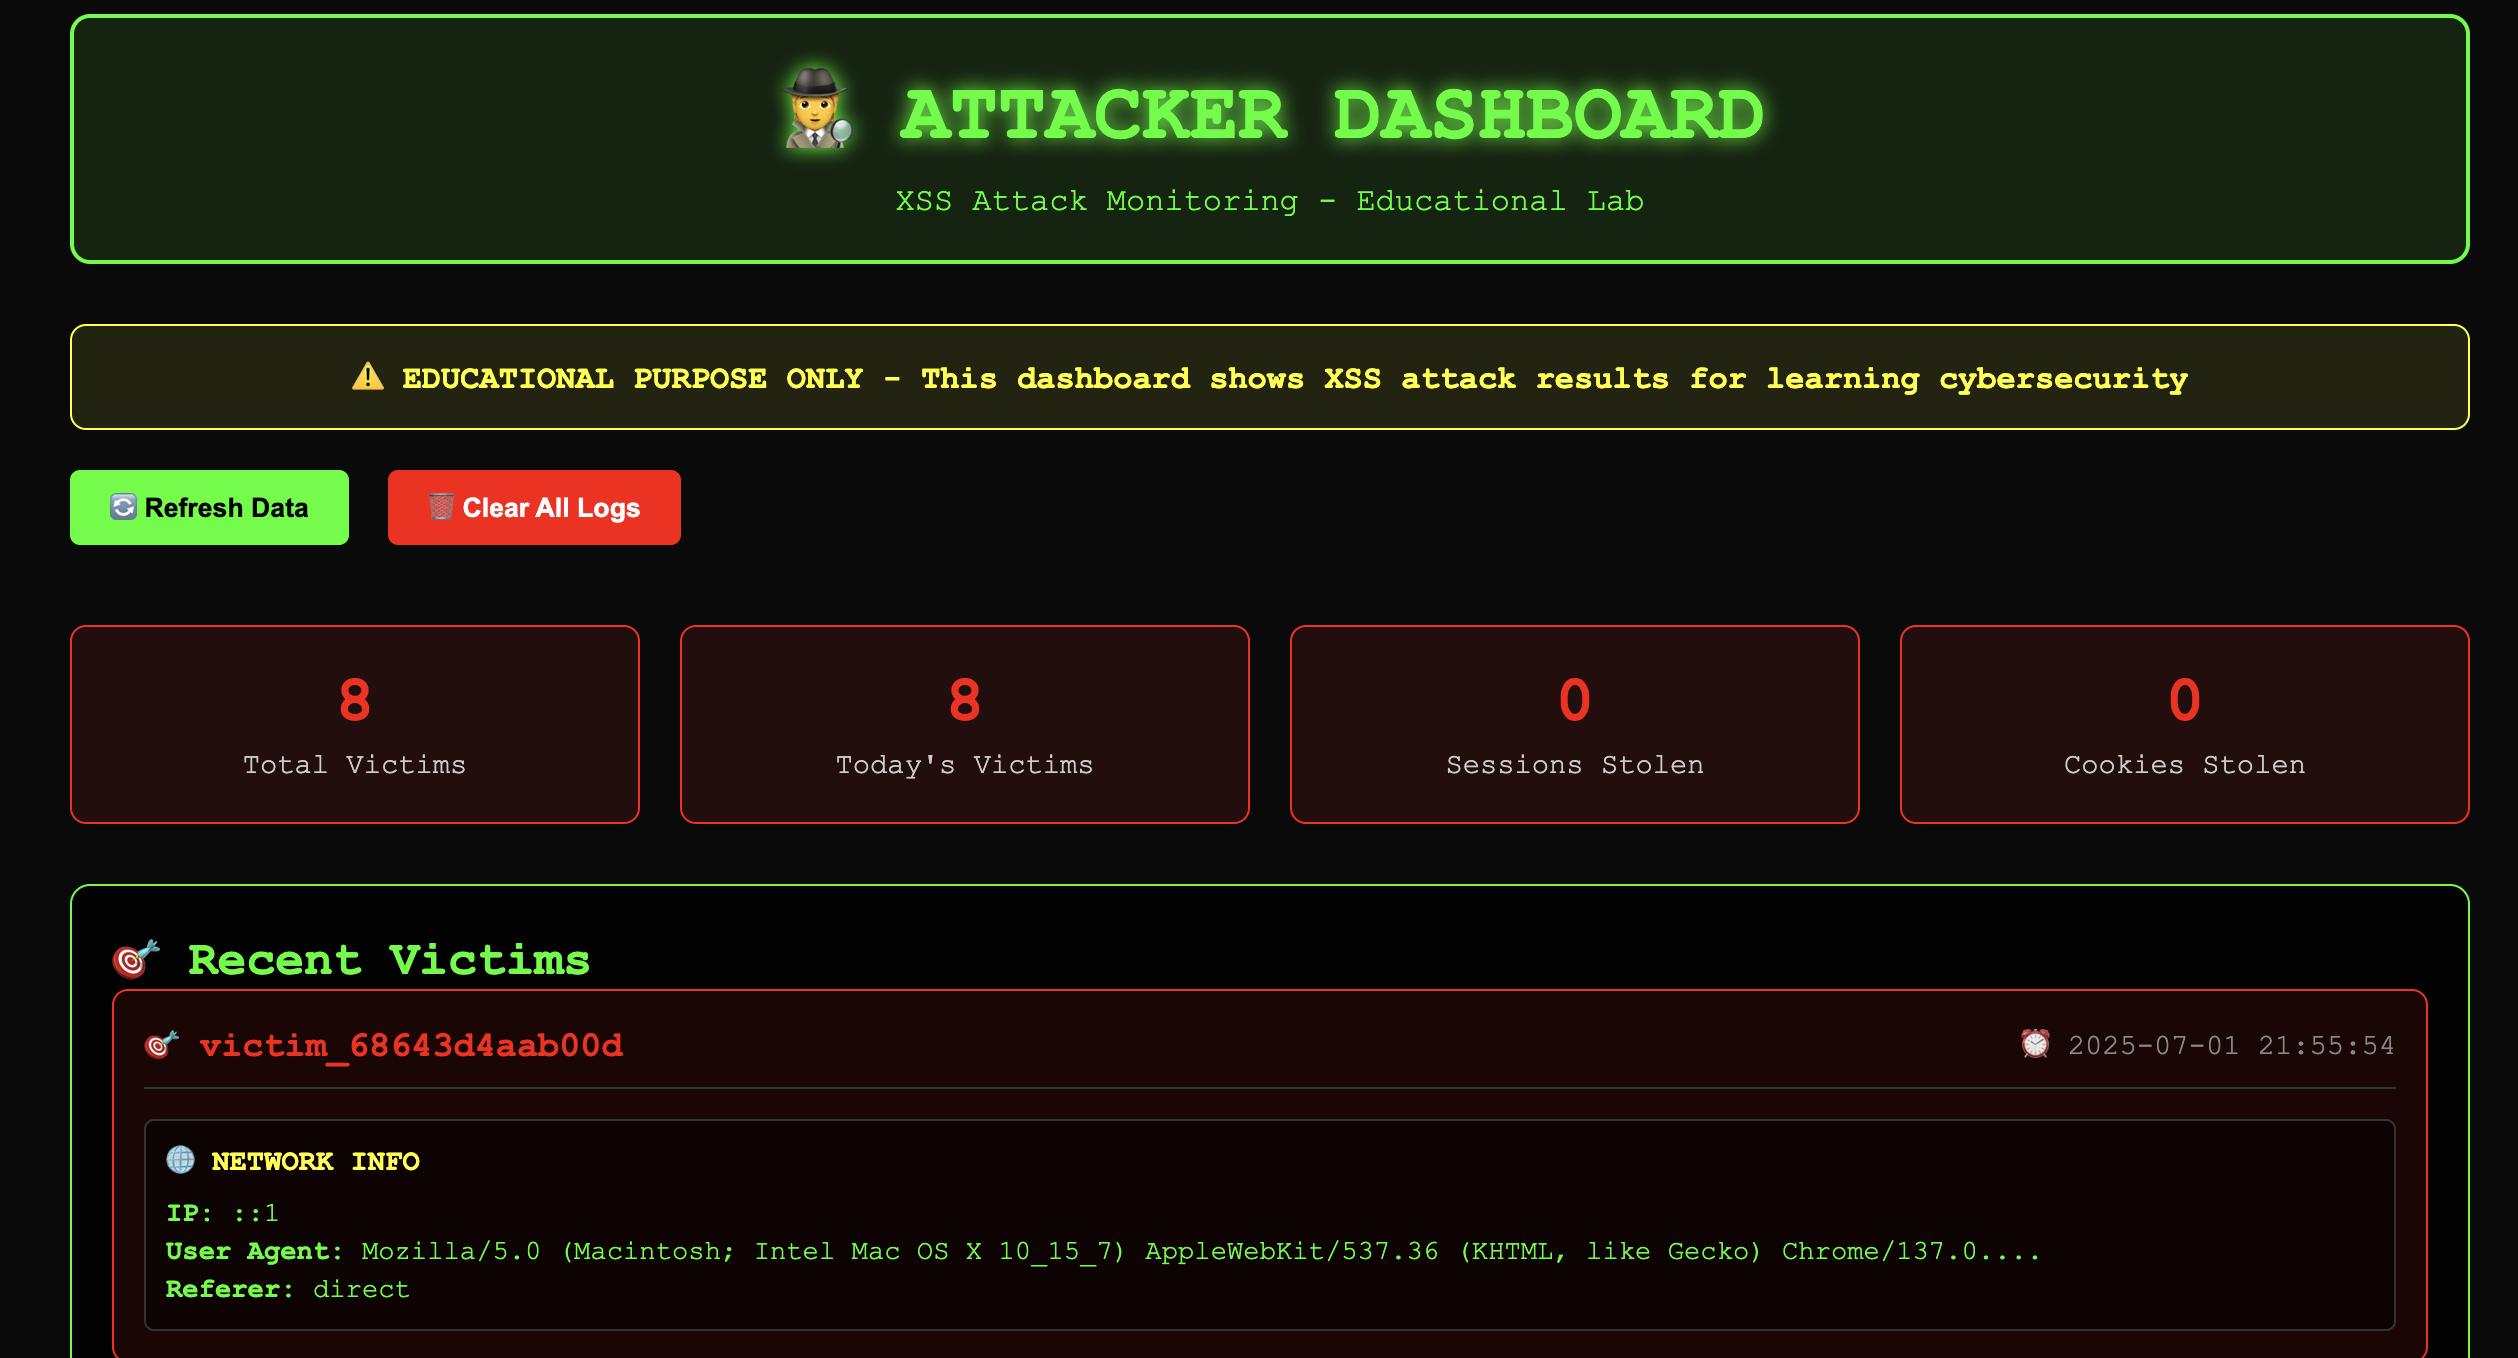 🕵️ ATTACKER DASHBOARD
XSS Attack Monitoring - Educational Lab
⚠️ EDUCATIONAL PURPOSE ONLY - This dashboard shows XSS attack results for learning cybersecurity
🔄 Refresh Data
🗑️ Clear All Logs
8
Total Victims
8
Today's Victims
0
Sessions Stolen
0
Cookies Stolen
🎯 Recent Victims
🎯 victim_68643d4aab00d
⏰ 2025-07-01 21:55:54
🌐 NETWORK INFO
IP: ::1
User Agent: Mozilla/5.0 (Macintosh; Intel Mac OS X 10_15_7) AppleWebKit/537.36 (KHTML, like Gecko) Chrome/137.0....
Referer: direct